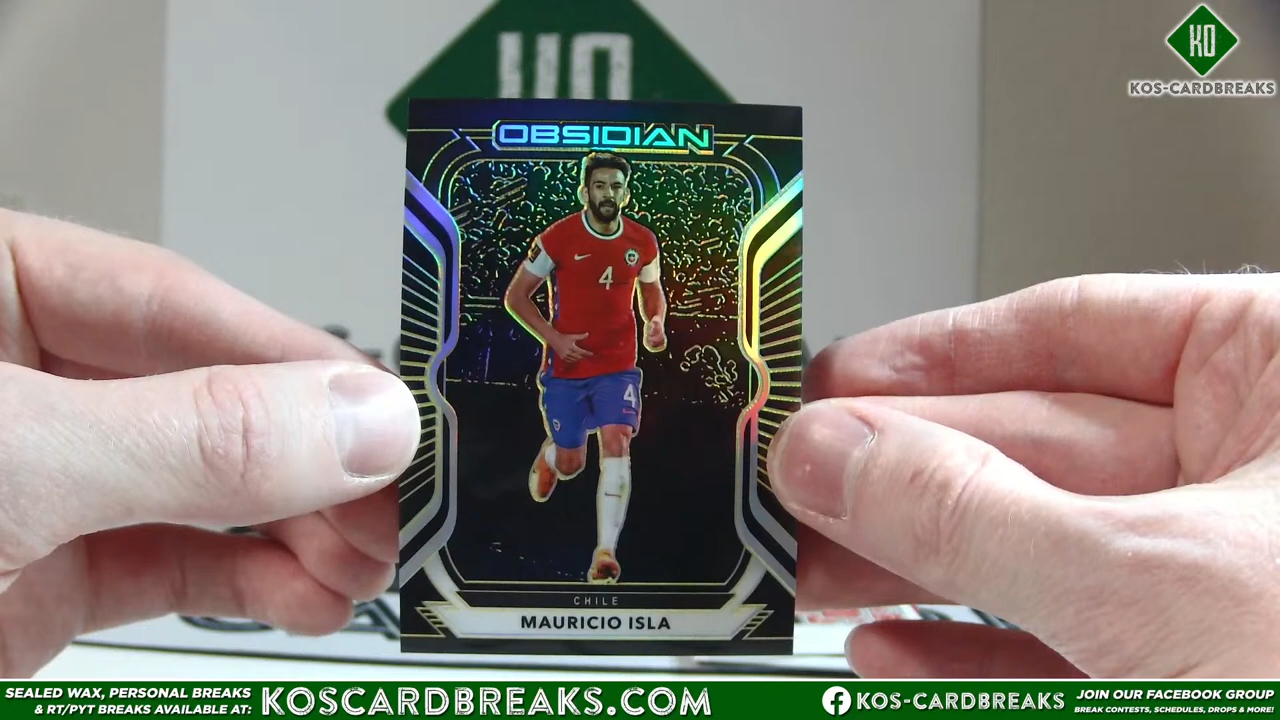 KO
KOS-CARDBREAKS
KO
OBSIDIAN
4
4
CHILE
MAURICIO ISLA
SEALED WAX, PERSONAL BREAKS
& RT/PYT BREAKS AVAILABLE AT:
KOSCARDBREAKS.COM
KOS-CARDBREAKS
JOIN OUR FACEBOOK GROUP
BREAK CONTESTS, SCHEDULES, DROPS & MORE!